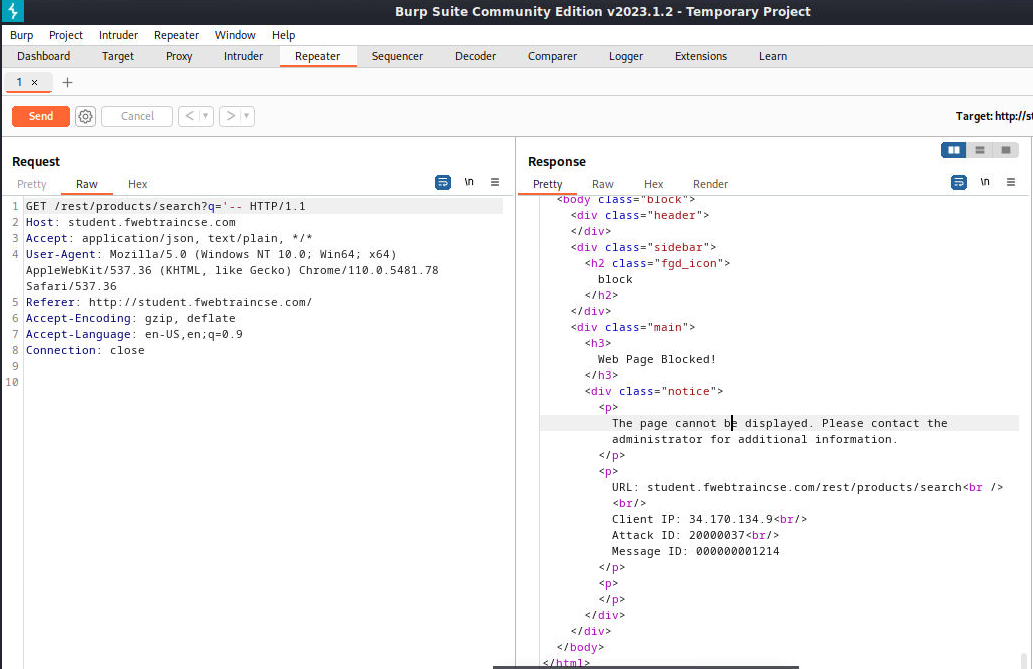 Burp Suite Community Edition v2023.1.2 - Temporary Project
Burp Project Intruder Repeater Window Help
Dashboard Target Proxy Intruder Repeater Sequencer Decoder Comparer Logger Extensions Learn
1 × +
Send Cancel < >
Target: http://st
Request
Pretty Raw Hex \n
1 GET /rest/products/search?q='-- HTTP/1.1
2 Host: student.fwebtraincse.com
3 Accept: application/json, text/plain, */*
4 User-Agent: Mozilla/5.0 (Windows NT 10.0; Win64; x64)
AppleWebKit/537.36 (KHTML, like Gecko) Chrome/110.0.5481.78
Safari/537.36
5 Referer: http://student.fwebtraincse.com/
6 Accept-Encoding: gzip, deflate
7 Accept-Language: en-US,en;q=0.9
8 Connection: close
9
10
Response
Pretty Raw Hex Render \n
<body class="block">
<div class="header">
</div>
<div class="sidebar">
<h2 class="fgd_icon">
block
</h2>
</div>
<div class="main">
<h3>
Web Page Blocked!
</h3>
<div class="notice">
<p>
The page cannot be displayed. Please contact the
administrator for additional information.
</p>
<p>
URL: student.fwebtraincse.com/rest/products/search<br />
<br/>
Client IP: 34.170.134.9<br/>
Attack ID: 20000037<br/>
Message ID: 000000001214
</p>
<p>
</p>
</div>
</div>
</body>
</html>